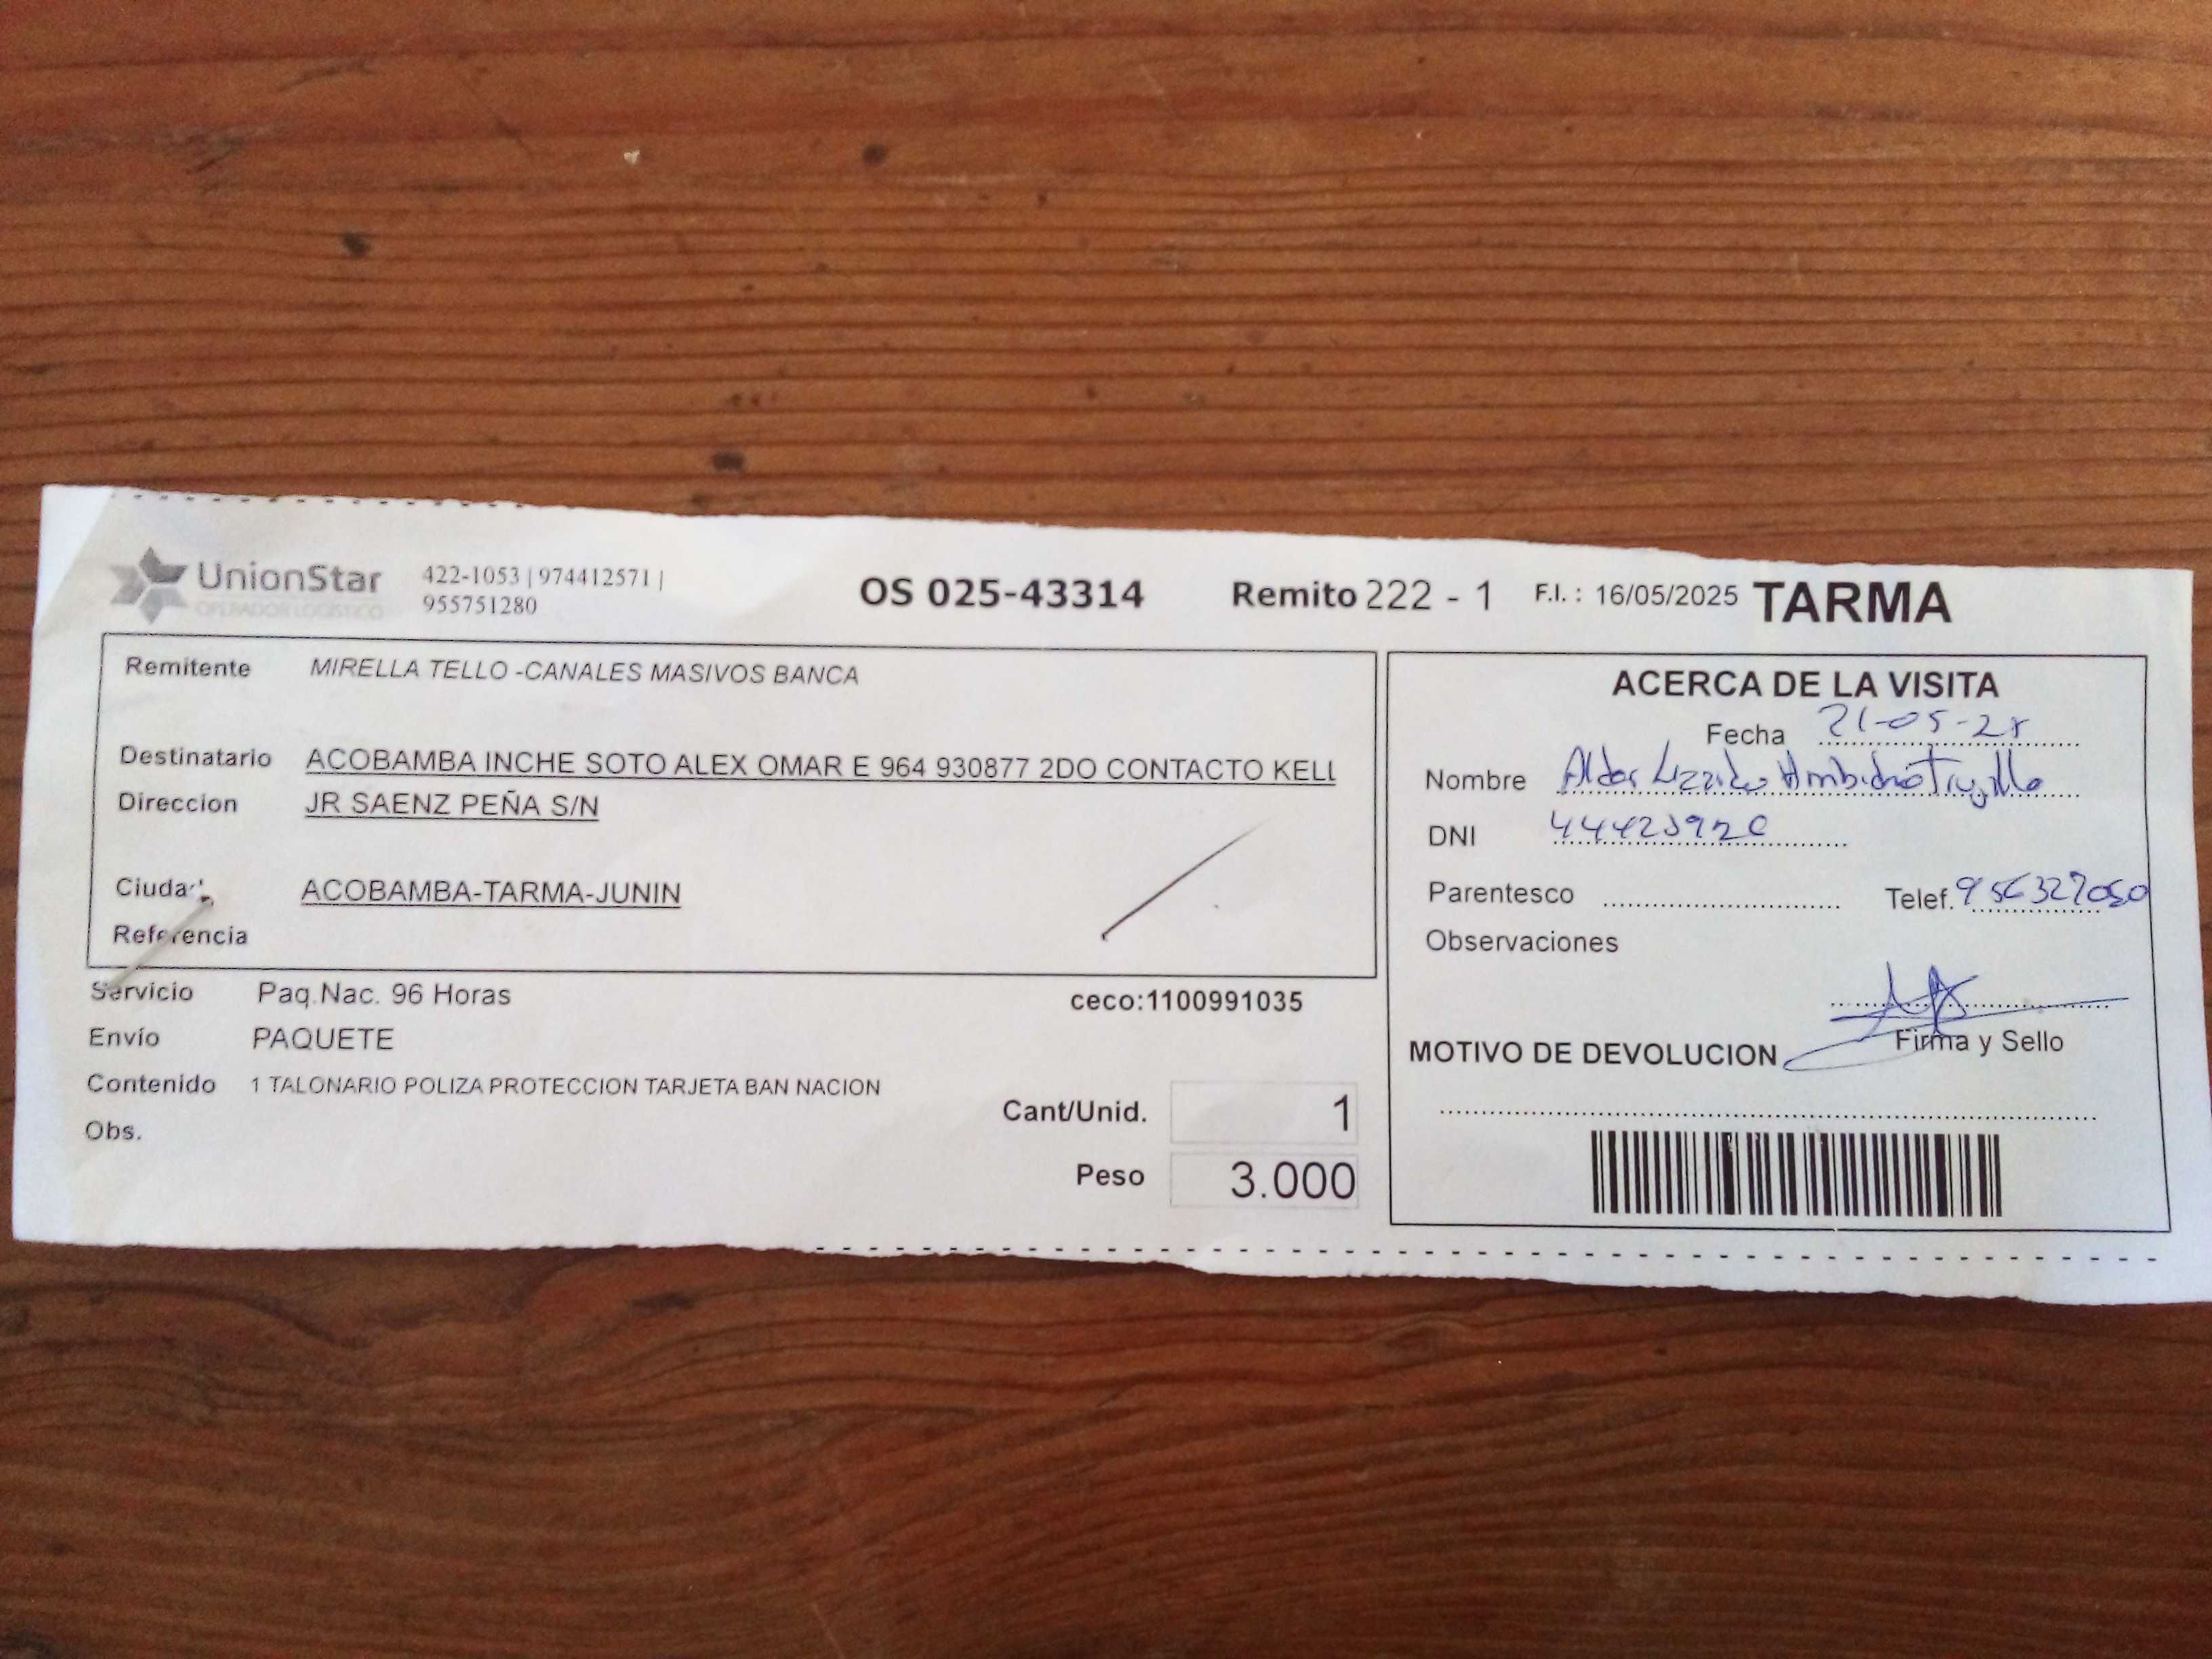 UnionStar
OPERADOR LOGISTICO
422-1053 | 974412571 |
955751280
OS 025-43314
Remito 222 - 1
F.I. : 16/05/2025
TARMA
Remitente MIRELLA TELLO -CANALES MASIVOS BANCA
Destinatario ACOBAMBA INCHE SOTO ALEX OMAR E 964 930877 2DO CONTACTO KELI
Direccion JR SAENZ PEÑA S/N
Ciudad ACOBAMBA-TARMA-JUNIN
Referencia
Servicio Paq.Nac. 96 Horas
ceco:1100991035
Envío PAQUETE
Contenido 1 TALONARIO POLIZA PROTECCION TARJETA BAN NACION
Obs.
Cant/Unid. 1
Peso 3.000
ACERCA DE LA VISITA
Fecha 21-05-25
Nombre Trujillo
DNI
Parentesco
Telef. 956327050
Observaciones
Firma y Sello
MOTIVO DE DEVOLUCION